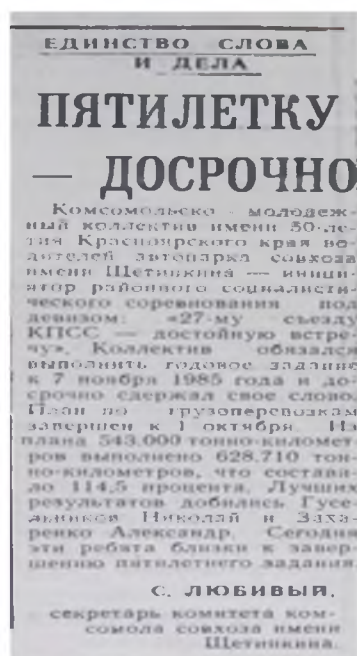 ЕДИНСТВО СЛОВА
И ДЕЛА
ПЯТИЛЕТКУ
— ДОСРОЧНО
Комсомольско - молодеж-
ный коллектив имени 50-ле-
тия Красноярского края во-
дителей автопарка совхоза
имени Щетинкина — иници-
атор районного социалисти-
ческого соревнования под
девизом: «27-му съезду
КПСС — достойную встре-
чу». Коллектив обязался
выполнить годовое задание
к 7 ноября 1985 года и до-
срочно сдержал свое слово.
План по грузоперевозкам
завершен к 1 октября. Из
плана 543.000 тонно-километ-
ров выполнено 628.710 тон-
но-километров, что состави-
ло 114,5 процента. Лучших
результатов добились Гусе-
льников Николай и Заха-
ренко Александр. Сегодня
эти ребята близки к завер-
шению пятилетнего задания.
С. ЛЮБИВЫЙ,
секретарь комитета ком-
сомола совхоза имени
Щетинкина.